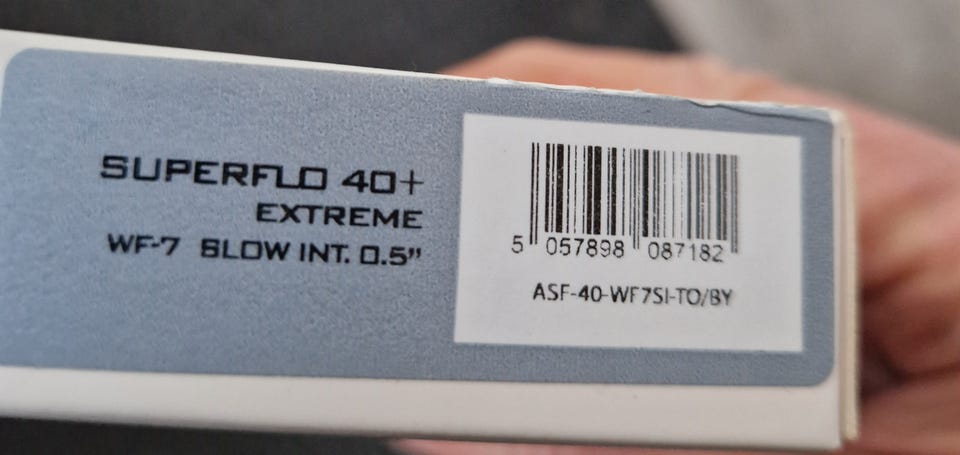 SUPERFLO 40+
EXTREME
WF-7 SLOW INT. 0.5"
5 057898 087182
ASF-40-WF7SI-TO/BY